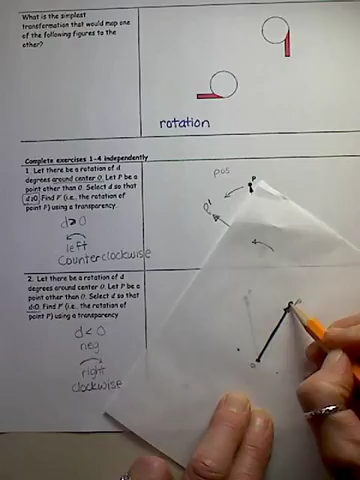 What is the simplest
transformation that would map one
of the following figures to the
other?
rotation
Complete exercises 1-4 independently
1. Let there be a rotation of d
degrees around center O. Let P be a
point other than O. Select d so that
d≥0. Find P' (i.e., the rotation of
point P) using a transparency.
d≥0
left
Counterclockwise
pos
P
P'
2. Let there be a rotation of d
degrees around center O. Let P be a
point other than O. Select d so that
d<0. Find P' (i.e., the rotation of
point P) using a transparency
d<0
neg
right
clockwise
O